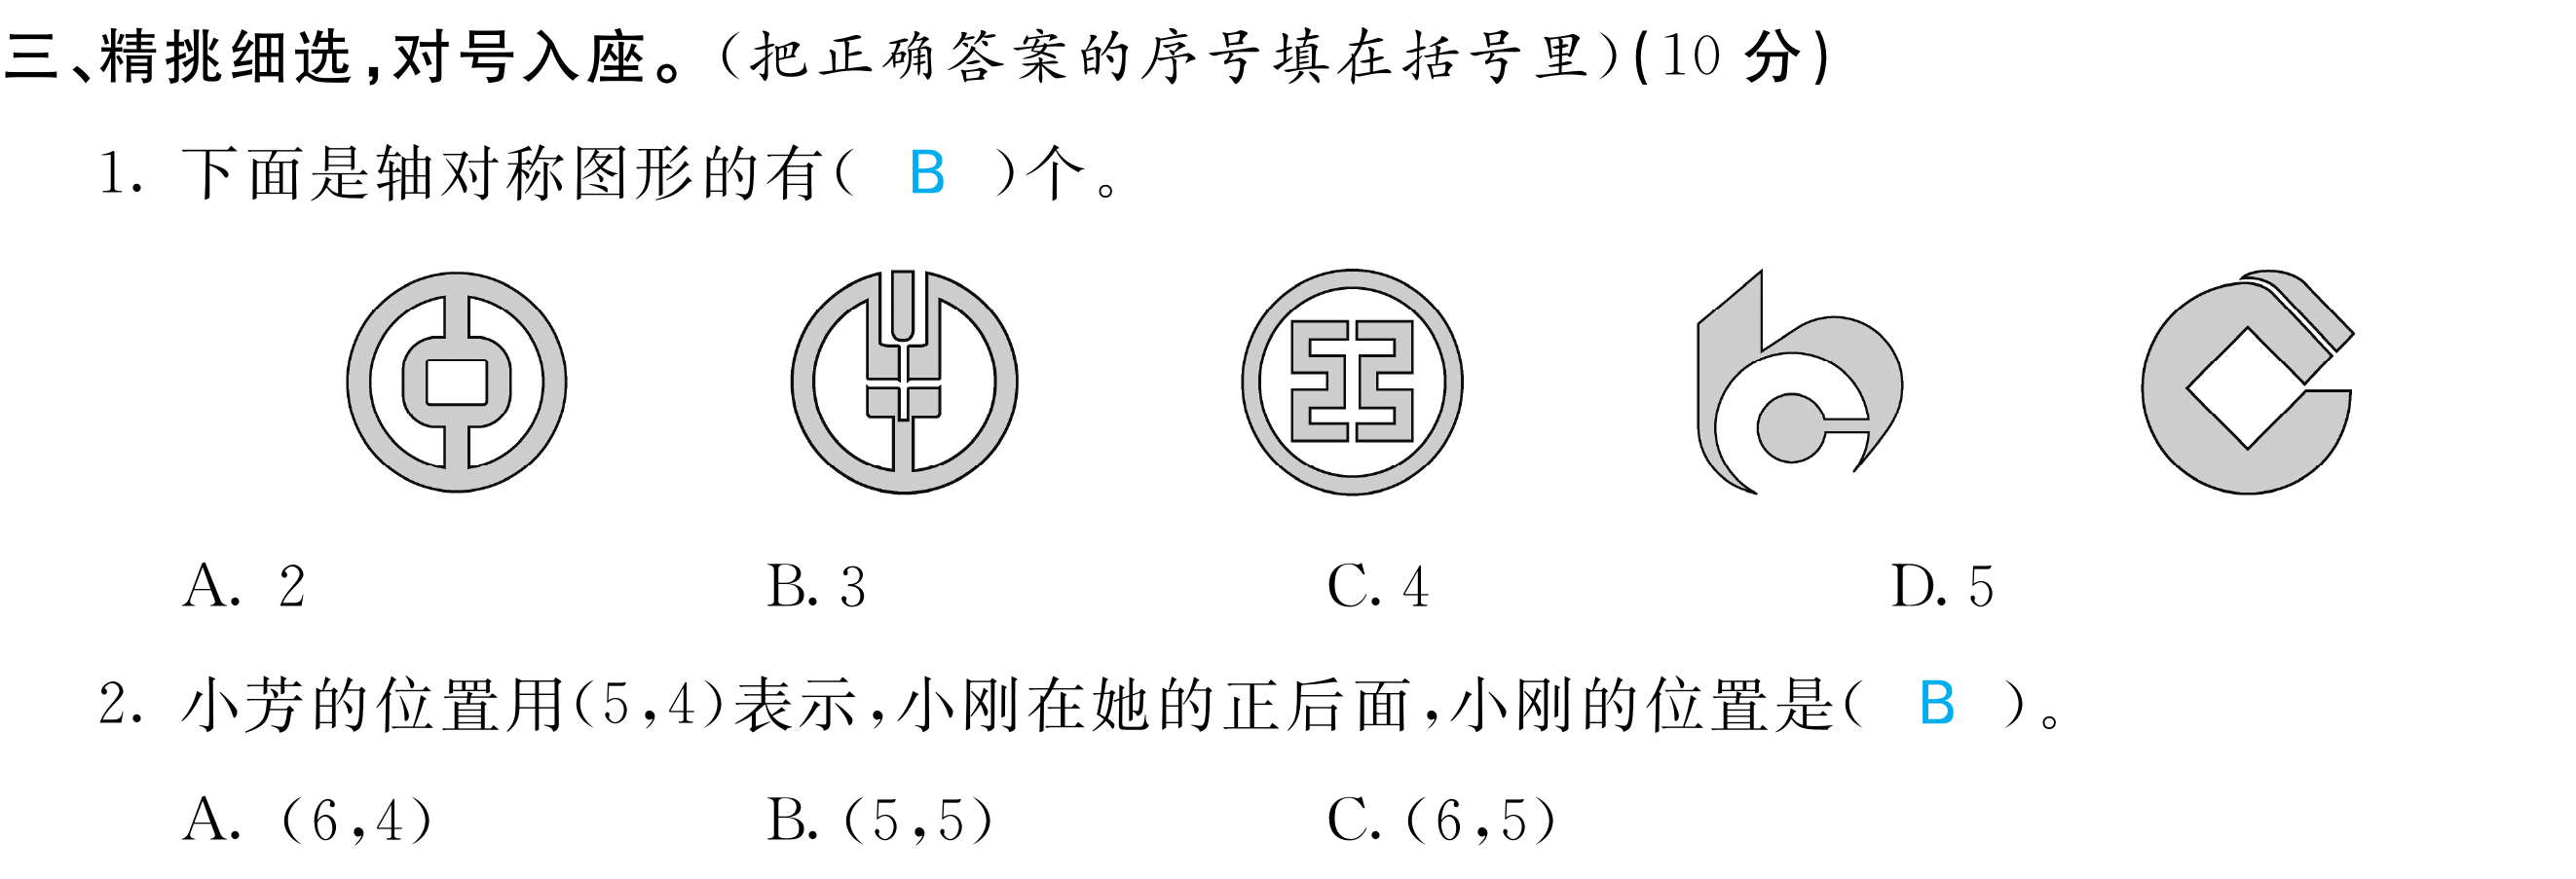 三、精挑细选,对号入座。(把正确答案的序号填在括号里)(10 分)
1. 下面是轴对称图形的有( B )个。
A. 2 B. 3 C. 4 D. 5
2. 小芳的位置用(5,4)表示,小刚在她的正后面,小刚的位置是( B )。
A. (6,4) B. (5,5) C. (6,5)